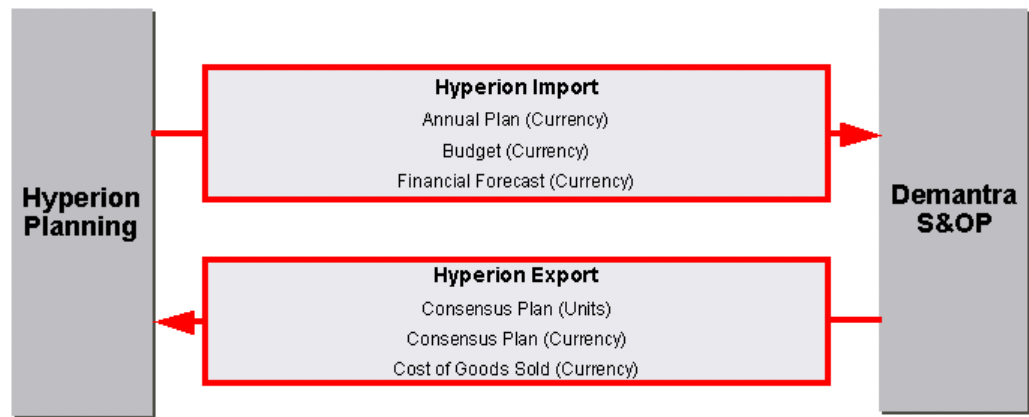 Hyperion Planning
Hyperion Import
Annual Plan (Currency)
Budget (Currency)
Financial Forecast (Currency)
Hyperion Export
Consensus Plan (Units)
Consensus Plan (Currency)
Cost of Goods Sold (Currency)
Demantra
S&OP